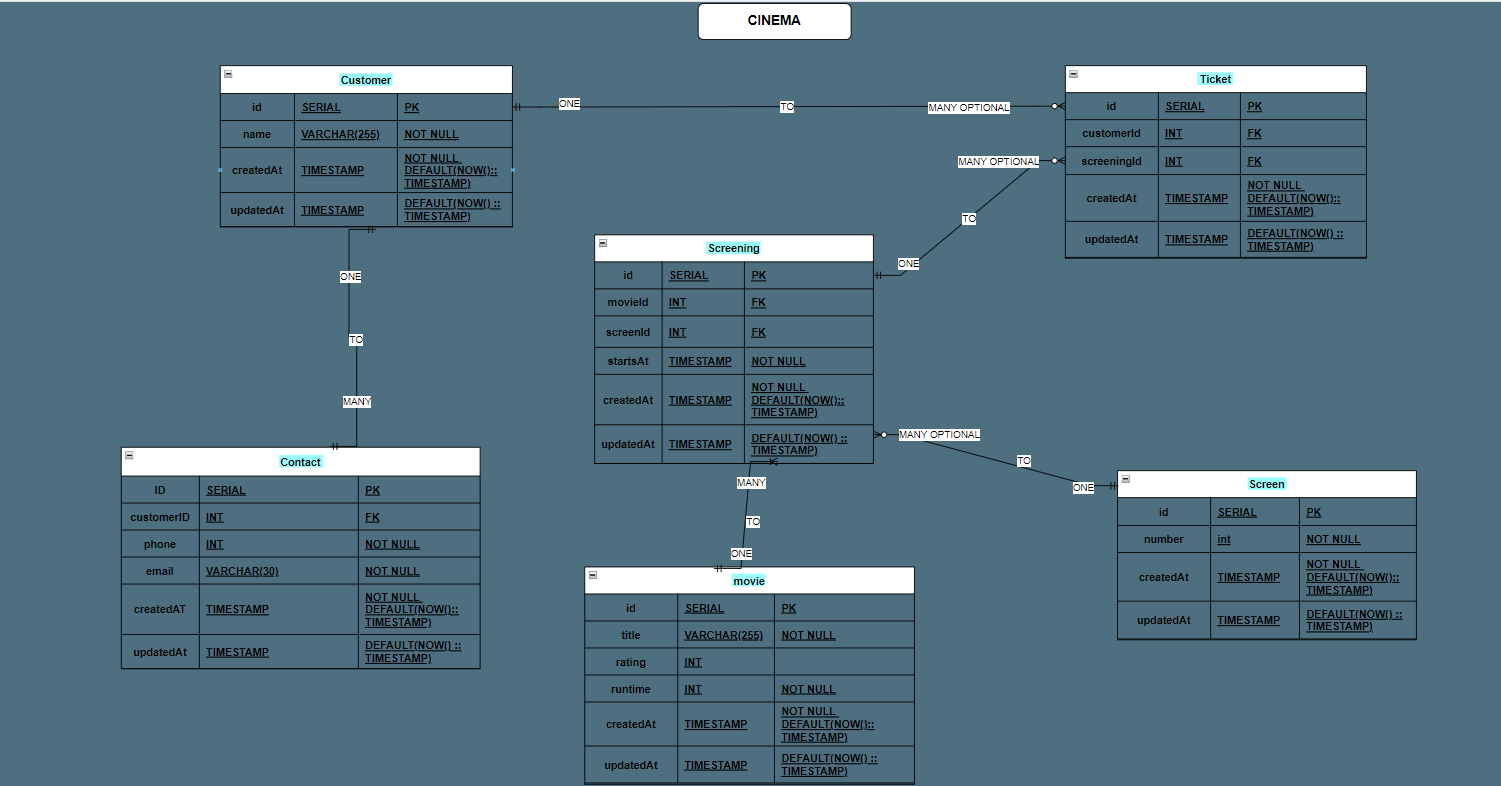 CINEMA
Customer
id SERIAL PK
name VARCHAR(255) NOT NULL
createdAt TIMESTAMP NOT NULL
DEFAULT(NOW()::
TIMESTAMP)
updatedAt TIMESTAMP DEFAULT(NOW() ::
TIMESTAMP)
ONE
TO
MANY OPTIONAL
Ticket
id SERIAL PK
customerId INT FK
screeningId INT FK
createdAt TIMESTAMP NOT NULL
DEFAULT(NOW()::
TIMESTAMP)
updatedAt TIMESTAMP DEFAULT(NOW() ::
TIMESTAMP)
MANY OPTIONAL
TO
ONE
Screening
id SERIAL PK
movieId INT FK
screenId INT FK
startsAt TIMESTAMP NOT NULL
createdAt TIMESTAMP NOT NULL
DEFAULT(NOW()::
TIMESTAMP)
updatedAt TIMESTAMP DEFAULT(NOW() ::
TIMESTAMP)
ONE
TO
MANY
Contact
ID SERIAL PK
customerID INT FK
phone INT NOT NULL
email VARCHAR(30) NOT NULL
createdAT TIMESTAMP NOT NULL
DEFAULT(NOW()::
TIMESTAMP)
updatedAt TIMESTAMP DEFAULT(NOW() ::
TIMESTAMP)
MANY OPTIONAL
TO
ONE
Screen
id SERIAL PK
number int NOT NULL
createdAt TIMESTAMP NOT NULL
DEFAULT(NOW()::
TIMESTAMP)
updatedAt TIMESTAMP DEFAULT(NOW() ::
TIMESTAMP)
MANY
TO
ONE
movie
id SERIAL PK
title VARCHAR(255) NOT NULL
rating INT
runtime INT NOT NULL
createdAt TIMESTAMP NOT NULL
DEFAULT(NOW()::
TIMESTAMP)
updatedAt TIMESTAMP DEFAULT(NOW() ::
TIMESTAMP)